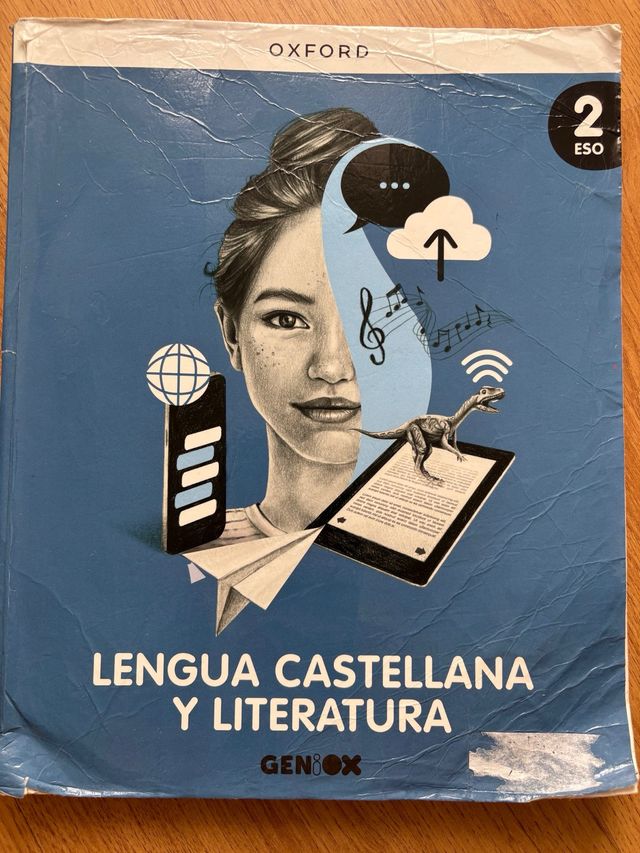 OXFORD
2
ESO
LENGUA CASTELLANA
Y LITERATURA
GENiOX